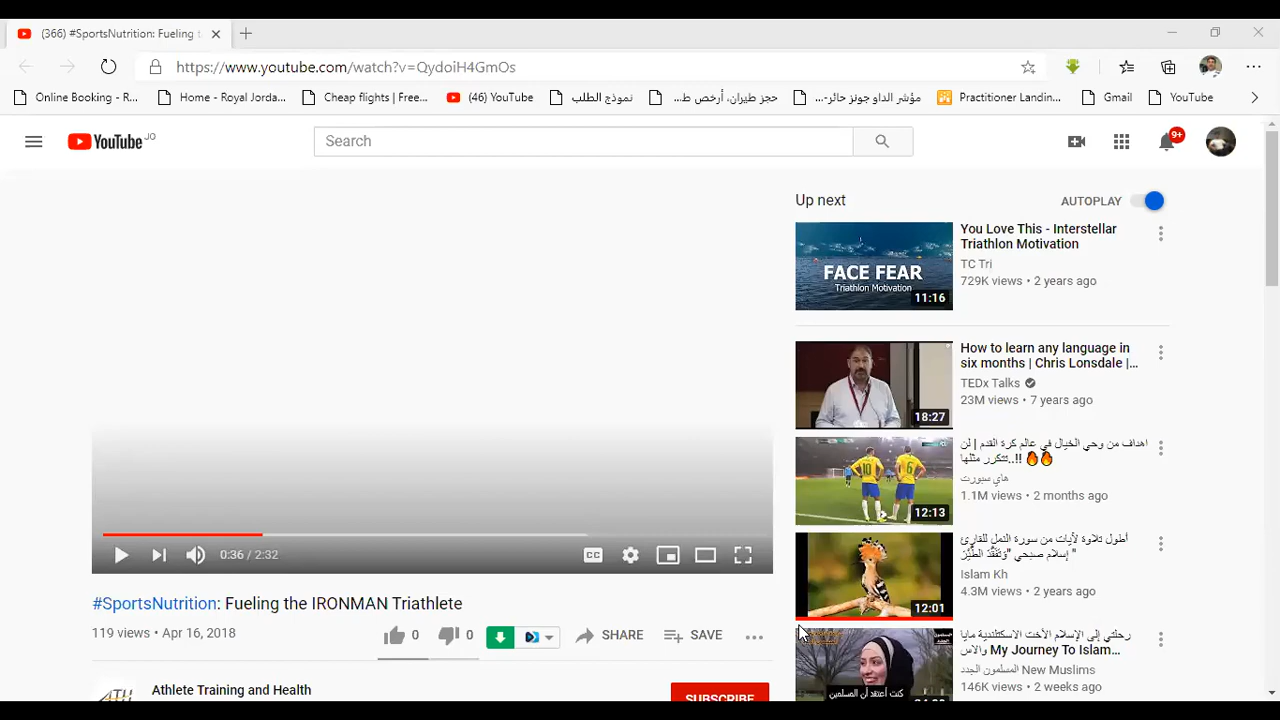 (366) #SportsNutrition: Fueling t
https://www.youtube.com/watch?v=QydoiH4GmOs
Online Booking - R...
Home - Royal Jorda...
Cheap flights | Free...
(46) YouTube
نموذج الطلب
حجز طيران، أرخص ط...
مؤشر الداو جونز حائر-...
Practitioner Landin...
Gmail
YouTube
YouTube JO
Search
9+
Up next
AUTOPLAY
FACE FEAR
Triathlon Motivation
11:16
You Love This - Interstellar
Triathlon Motivation
TC Tri
729K views • 2 years ago
18:27
How to learn any language in
six months | Chris Lonsdale |...
TEDx Talks
23M views • 7 years ago
12:13
اهداف من وحي الخيال في عالم كرة القدم | لن
تتكرر مثلها..!!
هاي سبورت
1.1M views • 2 months ago
12:01
أطول تلاوة لأيات من سورة النمل للقارئ
إسلام صبحي "وَتَفَقَّدَ الطَّيْرَ "
Islam Kh
4.3M views • 2 years ago
كنت أعتقد أن المسلمين
رحلتي إلى الإسلام الأخت الاسكتلندية مايا
والاس My Journey To Islam...
المسلمون الجدد New Muslims
146K views • 2 weeks ago
0:36 / 2:32
CC
#SportsNutrition: Fueling the IRONMAN Triathlete
119 views • Apr 16, 2018
0
0
SHARE
SAVE
ATH
Athlete Training and Health
SUBSCRIBE